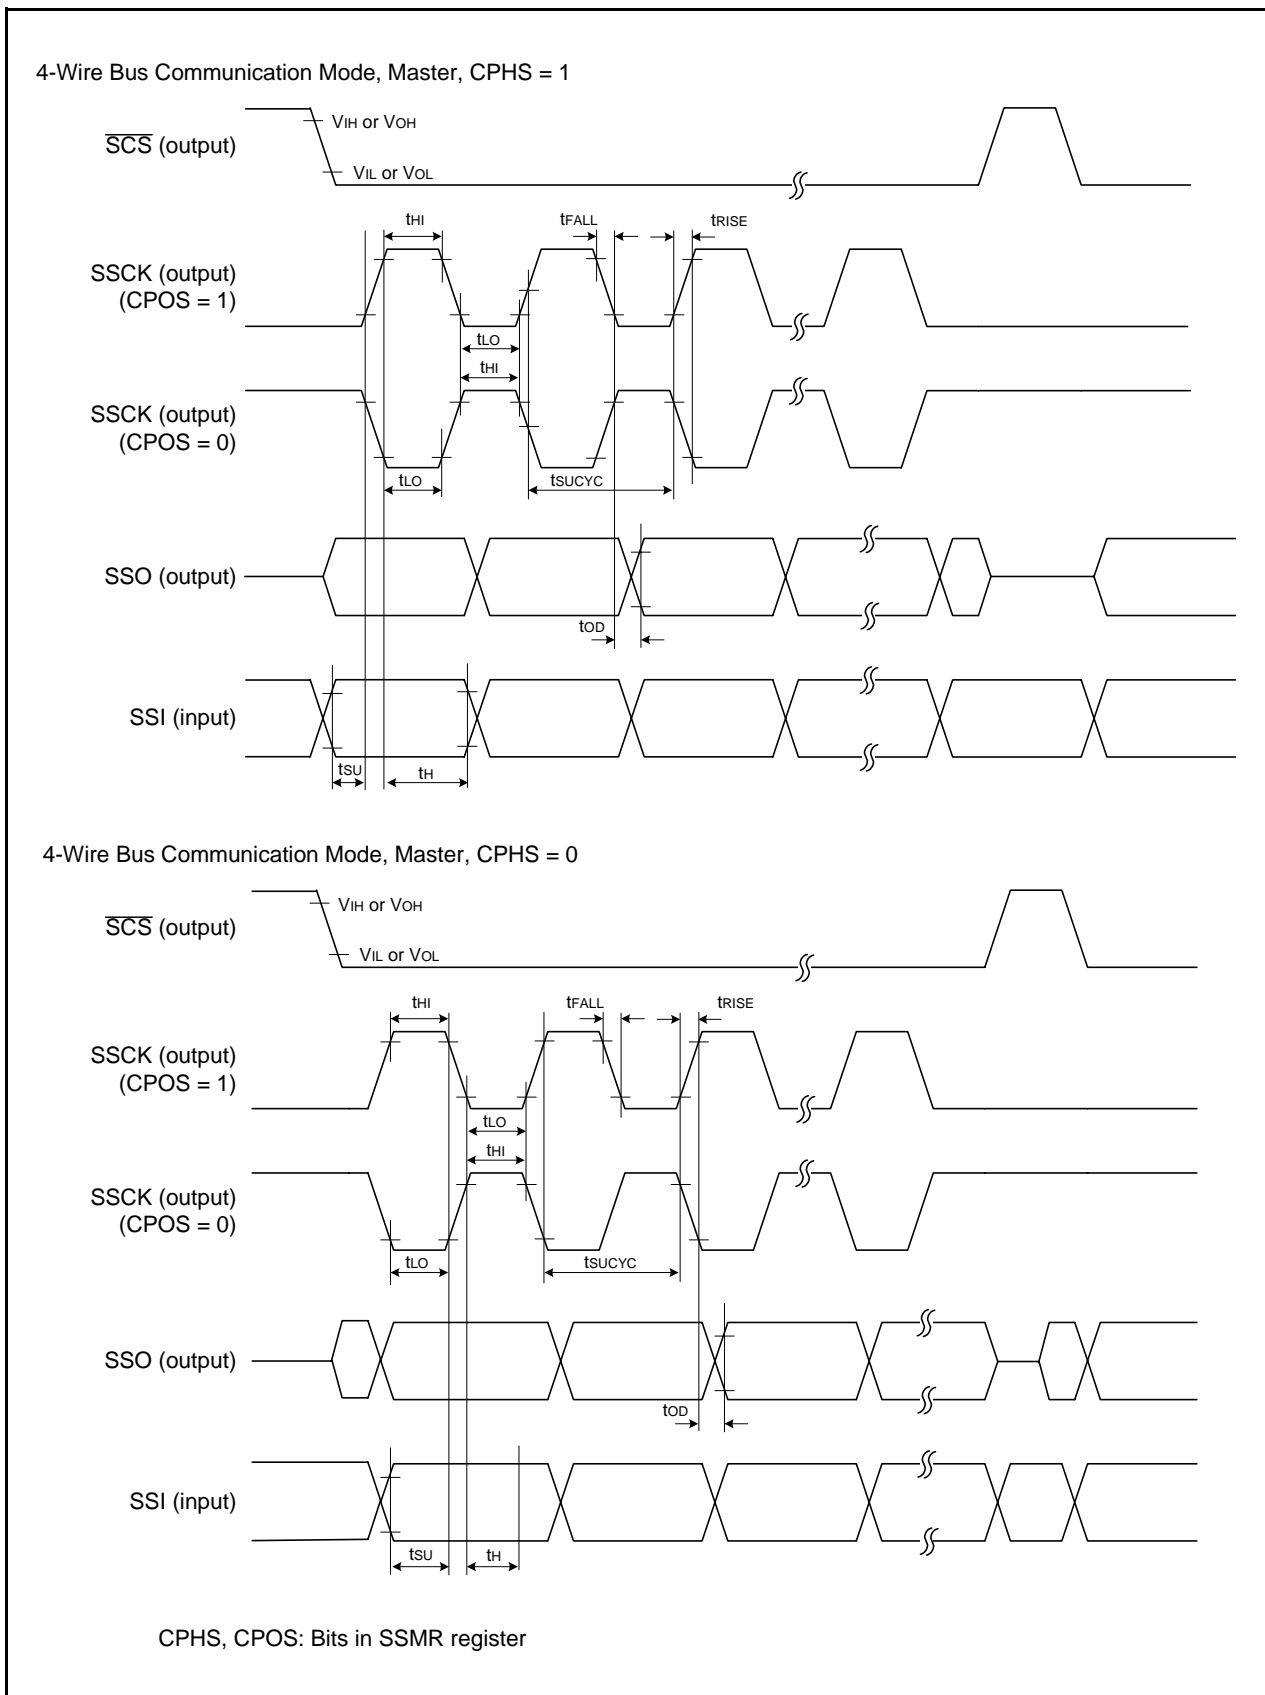 4-Wire Bus Communication Mode, Master, CPHS = 1
SCS (output)
VIH or VOH
VIL or VOL
tHI
tFALL
tRISE
SSCK (output)
(CPOS = 1)
tLO
tHI
SSCK (output)
(CPOS = 0)
tLO
tSUCYC
SSO (output)
tOD
SSI (input)
tSU
tH
4-Wire Bus Communication Mode, Master, CPHS = 0
SCS (output)
VIH or VOH
VIL or VOL
tHI
tFALL
tRISE
SSCK (output)
(CPOS = 1)
tLO
tHI
SSCK (output)
(CPOS = 0)
tLO
tSUCYC
SSO (output)
tOD
SSI (input)
tSU
tH
CPHS, CPOS: Bits in SSMR register